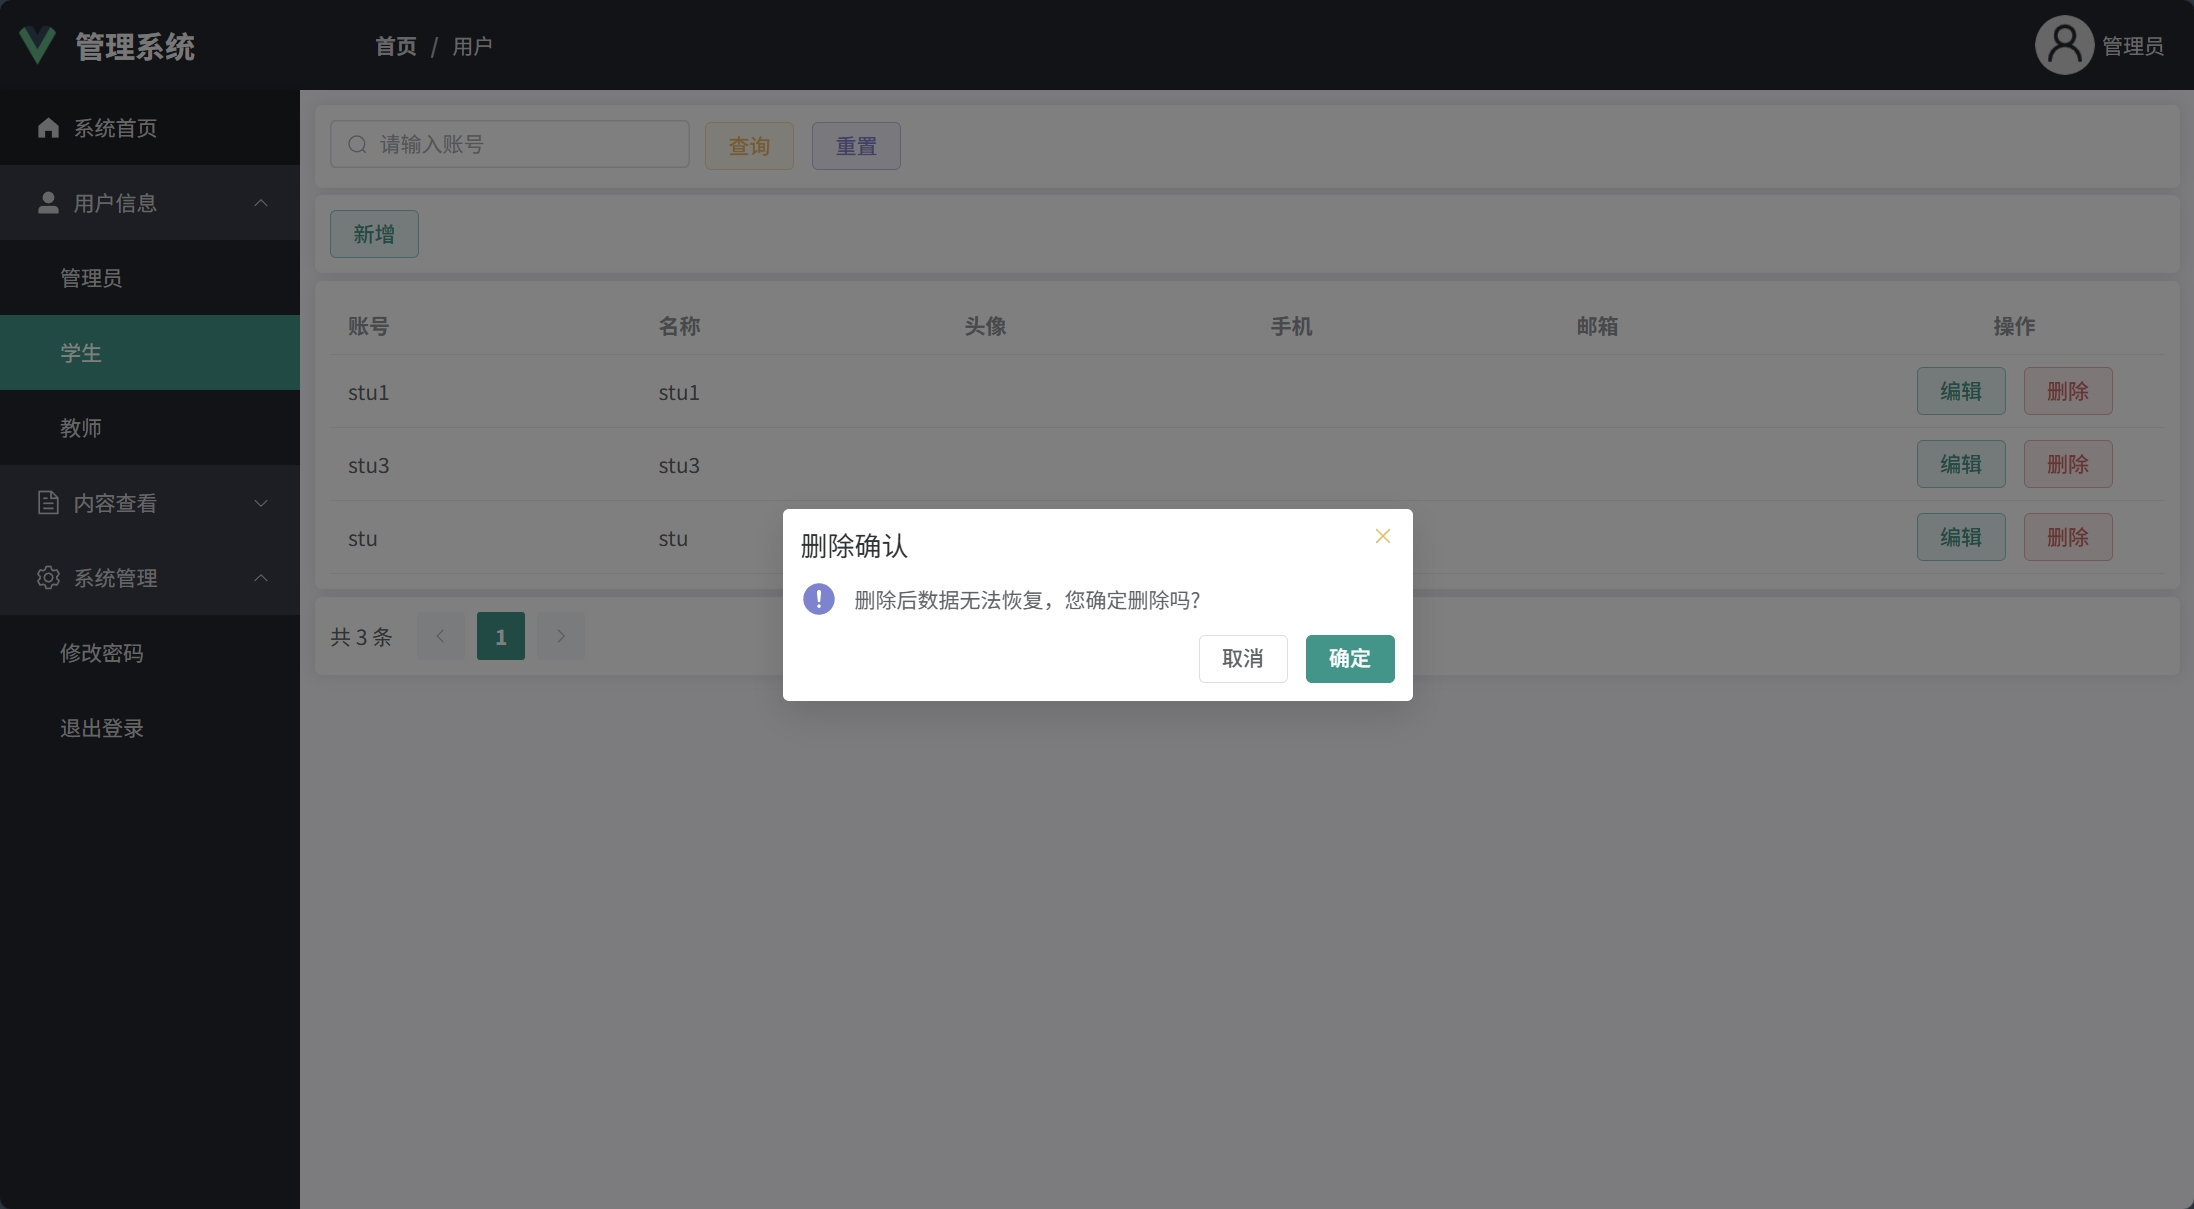 管理系统
首页 / 用户
管理员
系统首页
用户信息
管理员
学生
教师
内容查看
系统管理
修改密码
退出登录
请输入账号
查询
重置
新增
账号 名称 头像 手机 邮箱 操作
stu1 stu1 编辑 删除
stu3 stu3 编辑 删除
stu stu 编辑 删除
共 3 条 1
删除确认
删除后数据无法恢复，您确定删除吗?
取消 确定